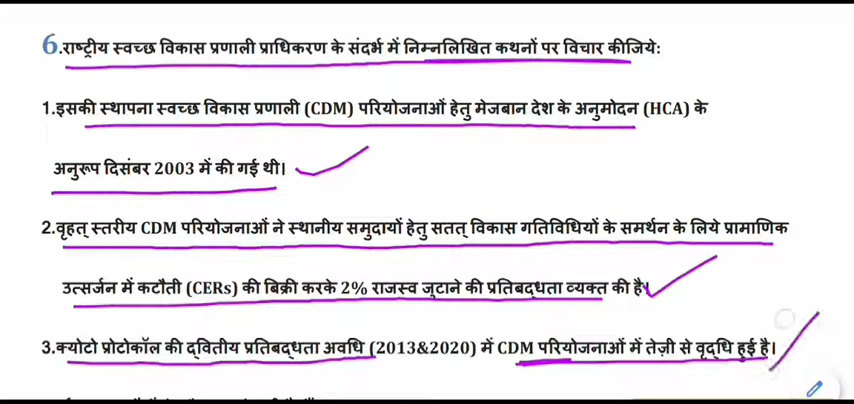 6.राष्ट्रीय स्वच्छ विकास प्रणाली प्राधिकरण के संदर्भ में निम्नलिखित कथनों पर विचार कीजिये:
1.इसकी स्थापना स्वच्छ विकास प्रणाली (CDM) परियोजनाओं हेतु मेजबान देश के अनुमोदन (HCA) के
अनुरूप दिसंबर 2003 में की गई थी।
2.वृहत् स्तरीय CDM परियोजनाओं ने स्थानीय समुदायों हेतु सतत् विकास गतिविधियों के समर्थन के लिये प्रामाणिक
उत्सर्जन में कटौती (CERs) की बिक्री करके 2% राजस्व जुटाने की प्रतिबद्धता व्यक्त की है।
3.क्योटो प्रोटोकॉल की द्वितीय प्रतिबद्धता अवधि (2013&2020) में CDM परियोजनाओं में तेज़ी से वृद्धि हुई है।